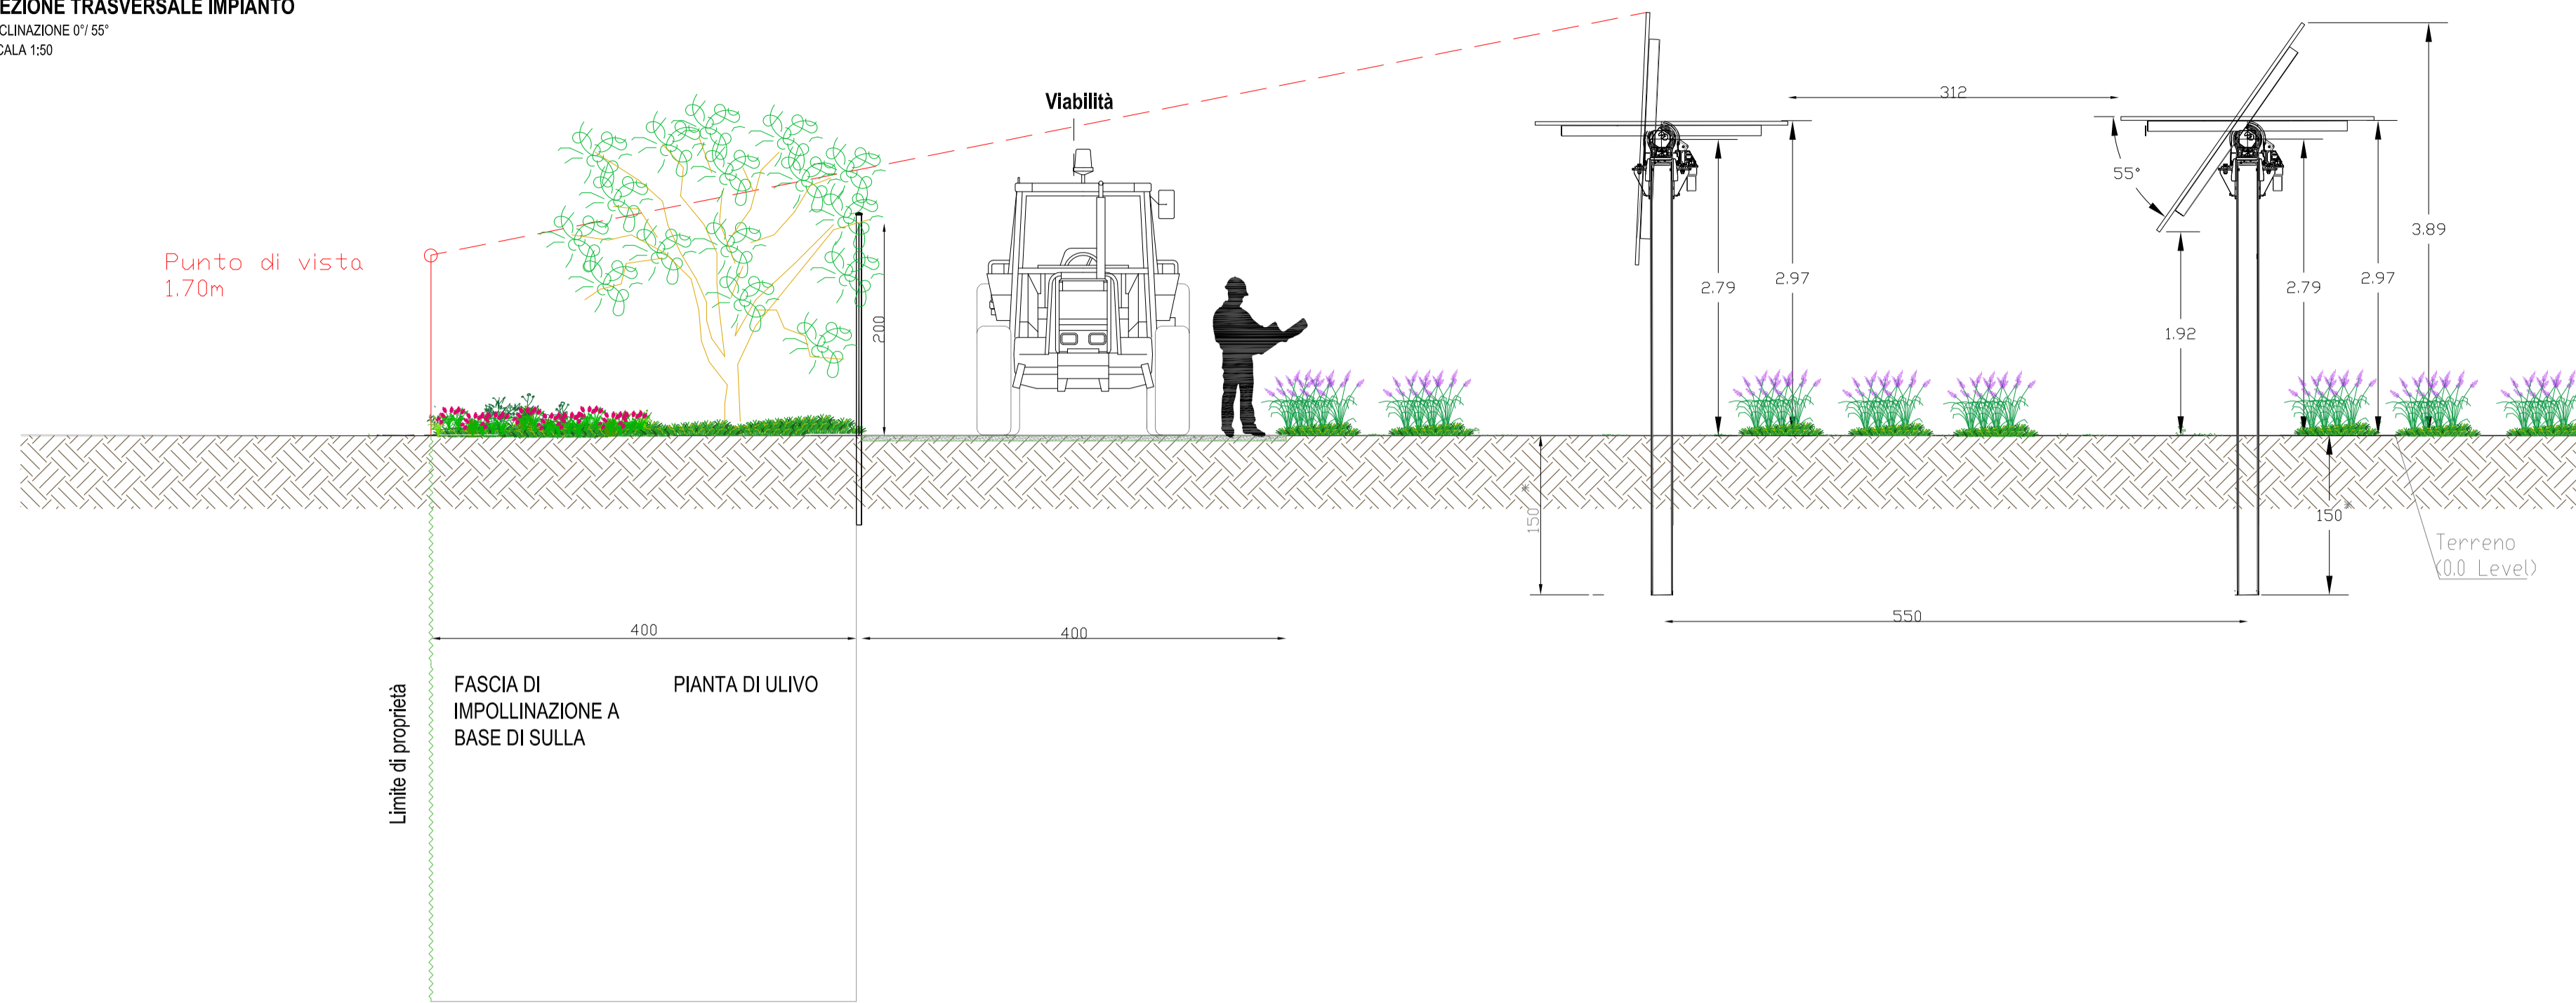 EZIONE TRASVERSALE IMPIANTO
CLINAZIONE 0°/ 55°
CALA 1:50
Viabilità
312
55°
3.89
Punto di vista
1.70m
2.79
2.97
2.79
2.97
200
1.92
150*
150*
Terreno
(0.0 Level)
550
400
400
Limite di proprietà
FASCIA DI
IMPOLLINAZIONE A
BASE DI SULLA
PIANTA DI ULIVO